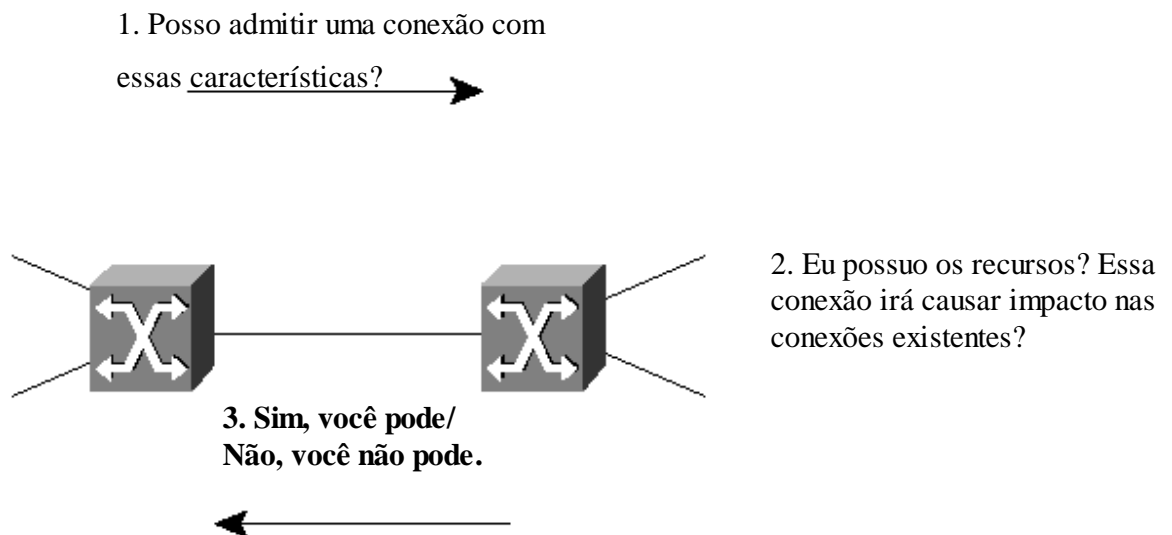 1. Posso admitir uma conexão com
essas características?
2. Eu possuo os recursos? Essa
conexão irá causar impacto nas
conexões existentes?
3. Sim, você pode/
Não, você não pode.